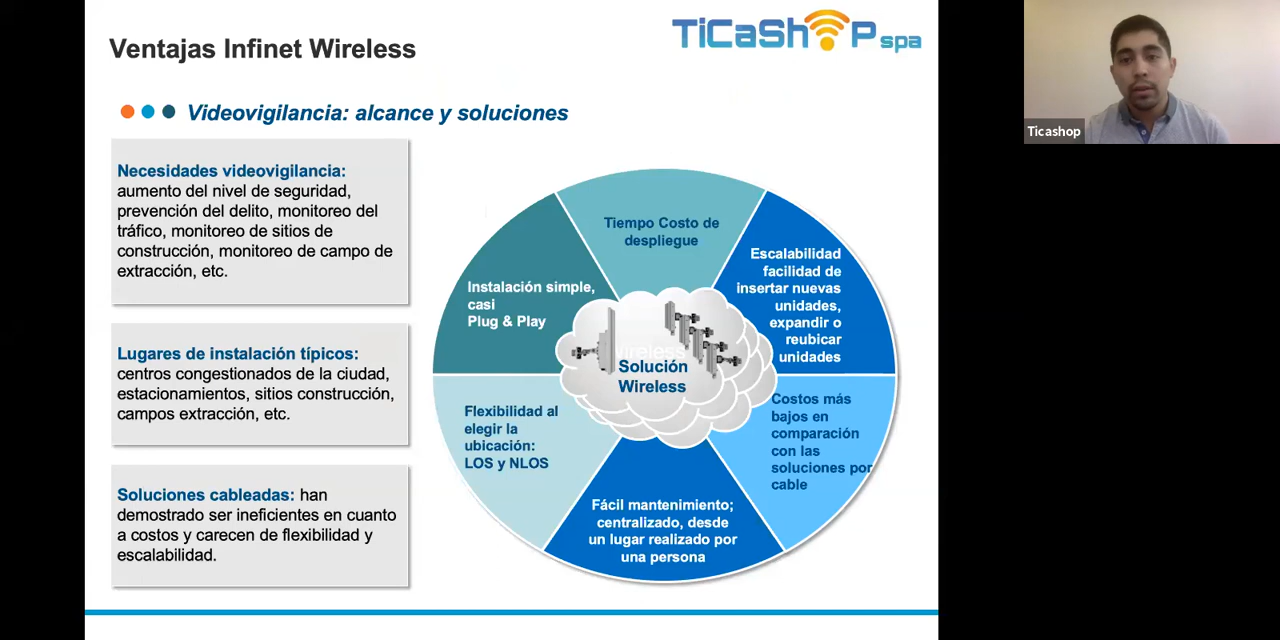 Ventajas Infinet Wireless
TiCaShOP spa
Videovigilancia: alcance y soluciones
Necesidades videovigilancia:
aumento del nivel de seguridad,
prevención del delito, monitoreo del
tráfico, monitoreo de sitios de
construcción, monitoreo de campo de
extracción, etc.
Lugares de instalación típicos:
centros congestionados de la ciudad,
estacionamientos, sitios construcción,
campos extracción, etc.
Soluciones cableadas: han
demostrado ser ineficientes en cuanto
a costos y carecen de flexibilidad y
escalabilidad.
Tiempo Costo de
despliegue
Escalabilidad
facilidad de
insertar nuevas
unidades,
expandir o
reubicar
unidades
Costos más
bajos en
comparación
con las
soluciones por
cable
Fácil mantenimiento;
centralizado, desde
un lugar realizado por
una persona
Flexibilidad al
elegir la
ubicación:
LOS y NLOS
Instalación simple,
casi
Plug & Play
wireless
Solución
Wireless
Ticashop